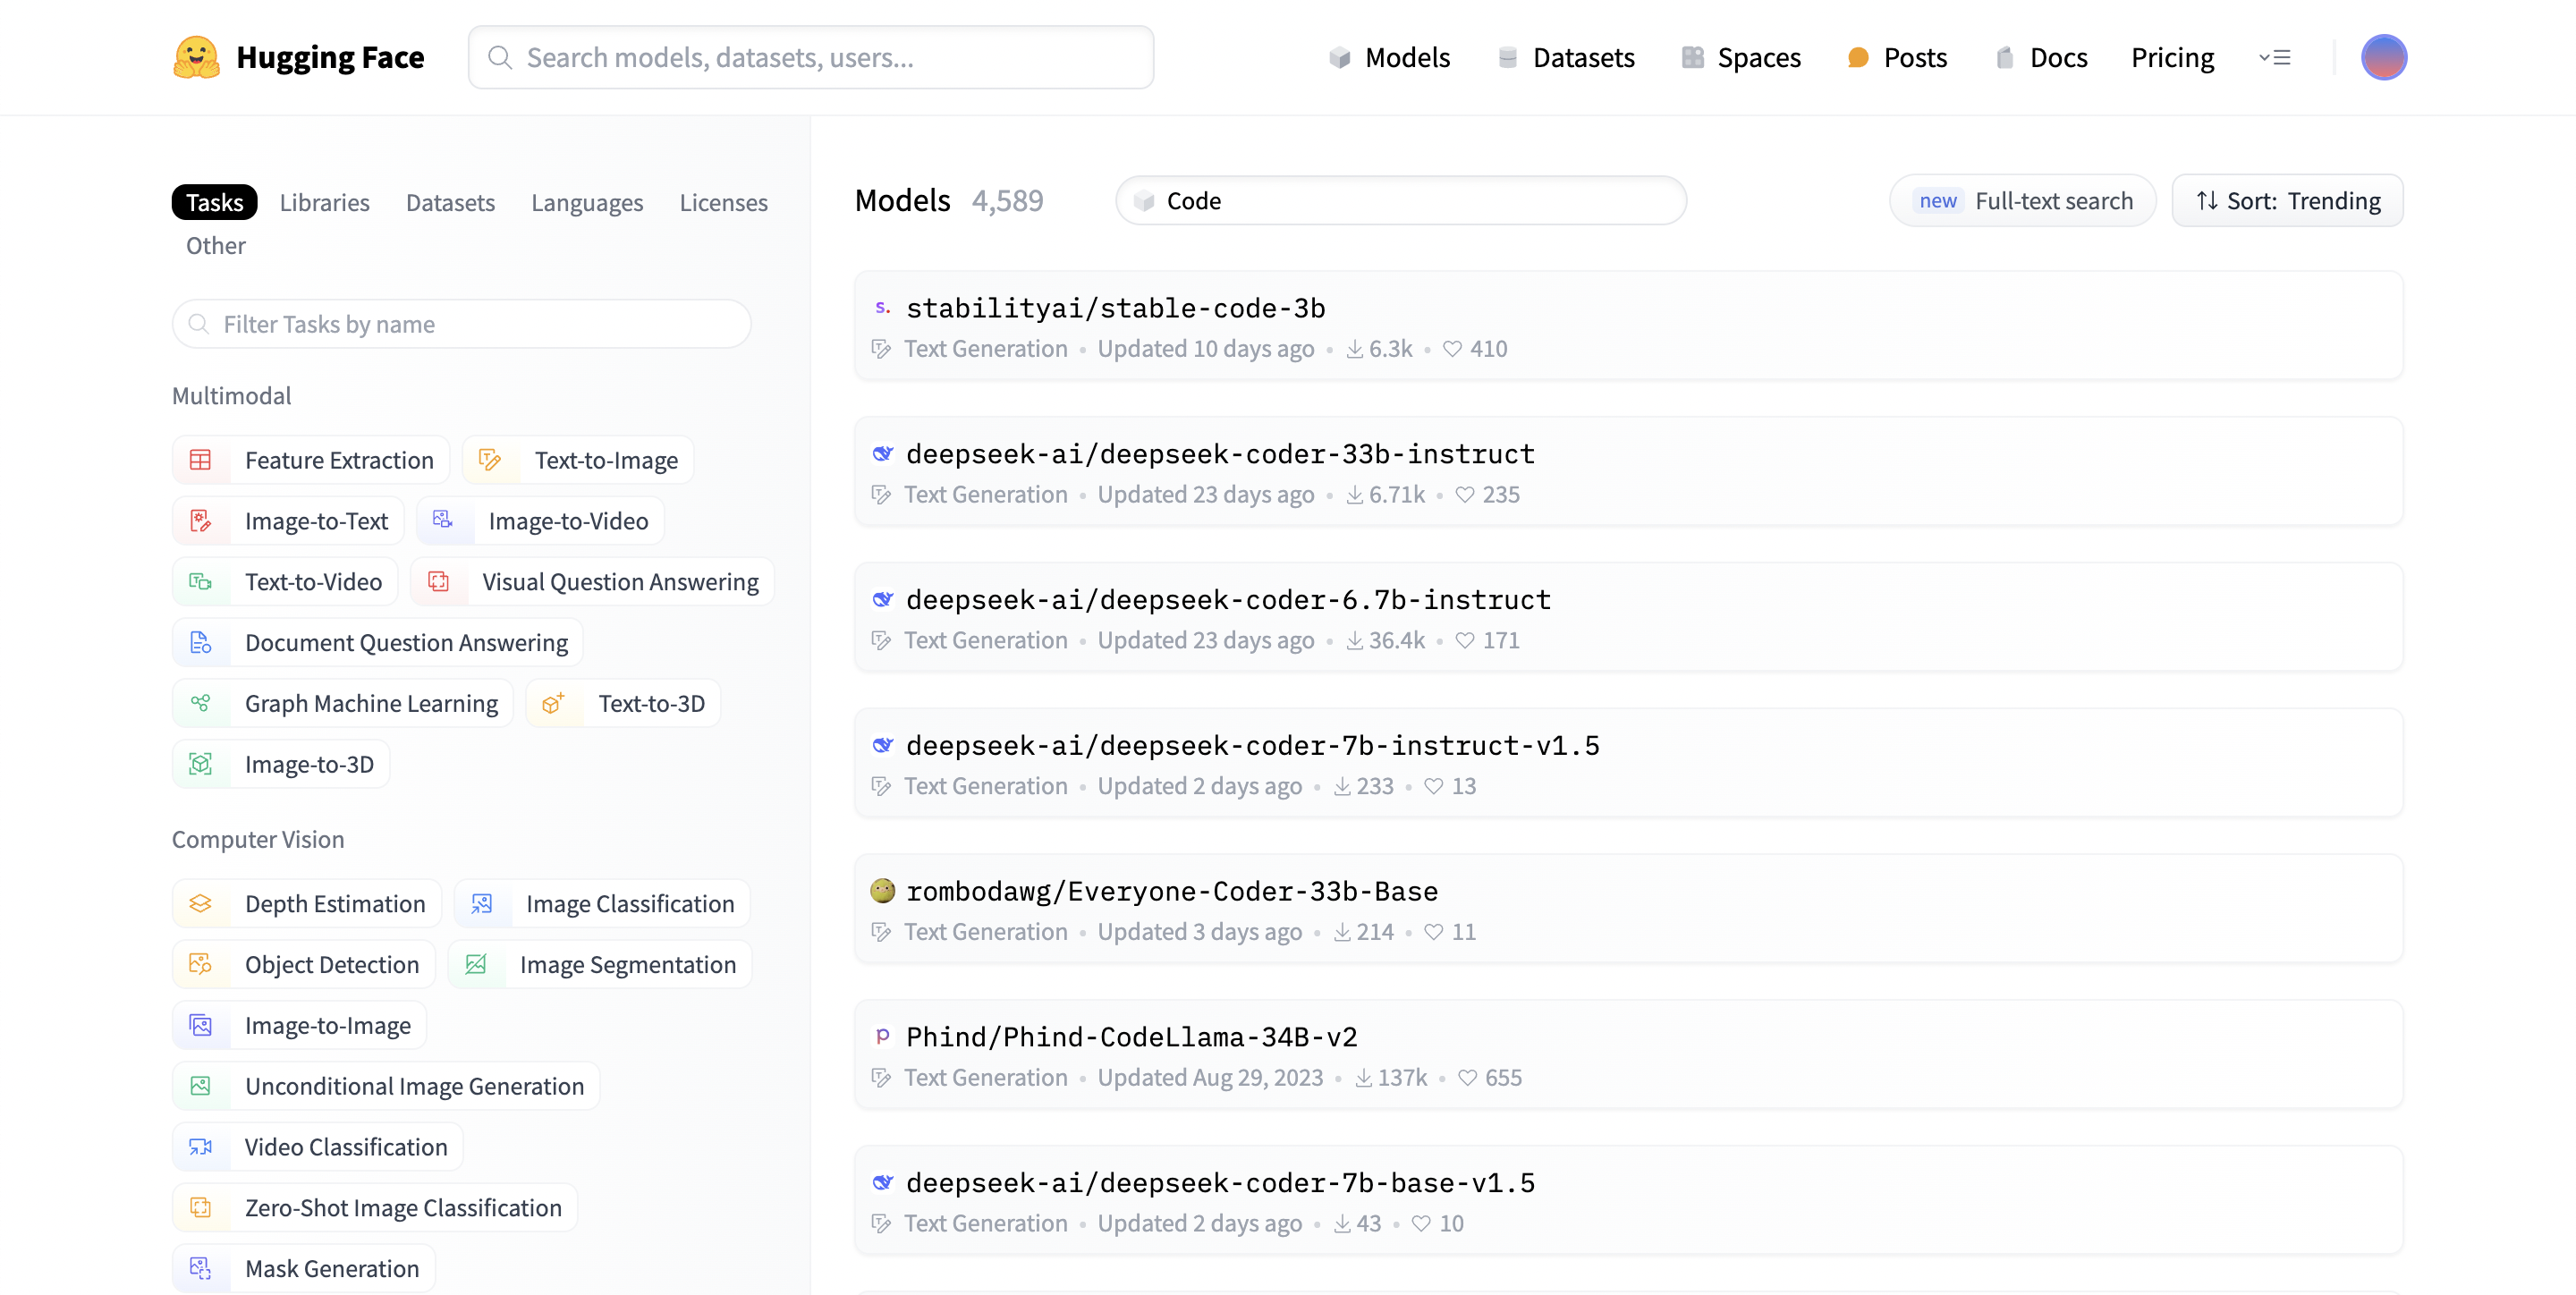 Hugging Face
Search models, datasets, users...
Models
Datasets
Spaces
Posts
Docs
Pricing
Tasks
Libraries
Datasets
Languages
Licenses
Other
Filter Tasks by name
Multimodal
Feature Extraction
Text-to-Image
Image-to-Text
Image-to-Video
Text-to-Video
Visual Question Answering
Document Question Answering
Graph Machine Learning
Text-to-3D
Image-to-3D
Computer Vision
Depth Estimation
Image Classification
Object Detection
Image Segmentation
Image-to-Image
Unconditional Image Generation
Video Classification
Zero-Shot Image Classification
Mask Generation
Models 4,589
Code
new Full-text search
Sort: Trending
s. stabilityai/stable-code-3b
Text Generation • Updated 10 days ago • 6.3k • 410
deepseek-ai/deepseek-coder-33b-instruct
Text Generation • Updated 23 days ago • 6.71k • 235
deepseek-ai/deepseek-coder-6.7b-instruct
Text Generation • Updated 23 days ago • 36.4k • 171
deepseek-ai/deepseek-coder-7b-instruct-v1.5
Text Generation • Updated 2 days ago • 233 • 13
rombodawg/Everyone-Coder-33b-Base
Text Generation • Updated 3 days ago • 214 • 11
p Phind/Phind-CodeLlama-34B-v2
Text Generation • Updated Aug 29, 2023 • 137k • 655
deepseek-ai/deepseek-coder-7b-base-v1.5
Text Generation • Updated 2 days ago • 43 • 10